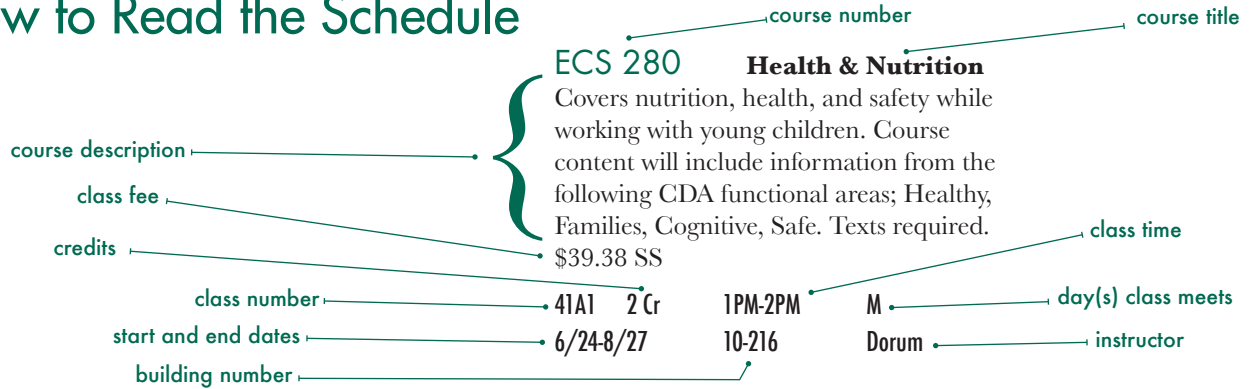 w to Read the Schedule
course number
course title
ECS 280 Health & Nutrition
Covers nutrition, health, and safety while
working with young children. Course
content will include information from the
following CDA functional areas; Healthy,
Families, Cognitive, Safe. Texts required.
$39.38 SS
course description
class fee
credits
class time
class number
41A1 2 Cr 1PM-2PM M
day(s) class meets
start and end dates
6/24-8/27 10-216 Dorum
instructor
building number